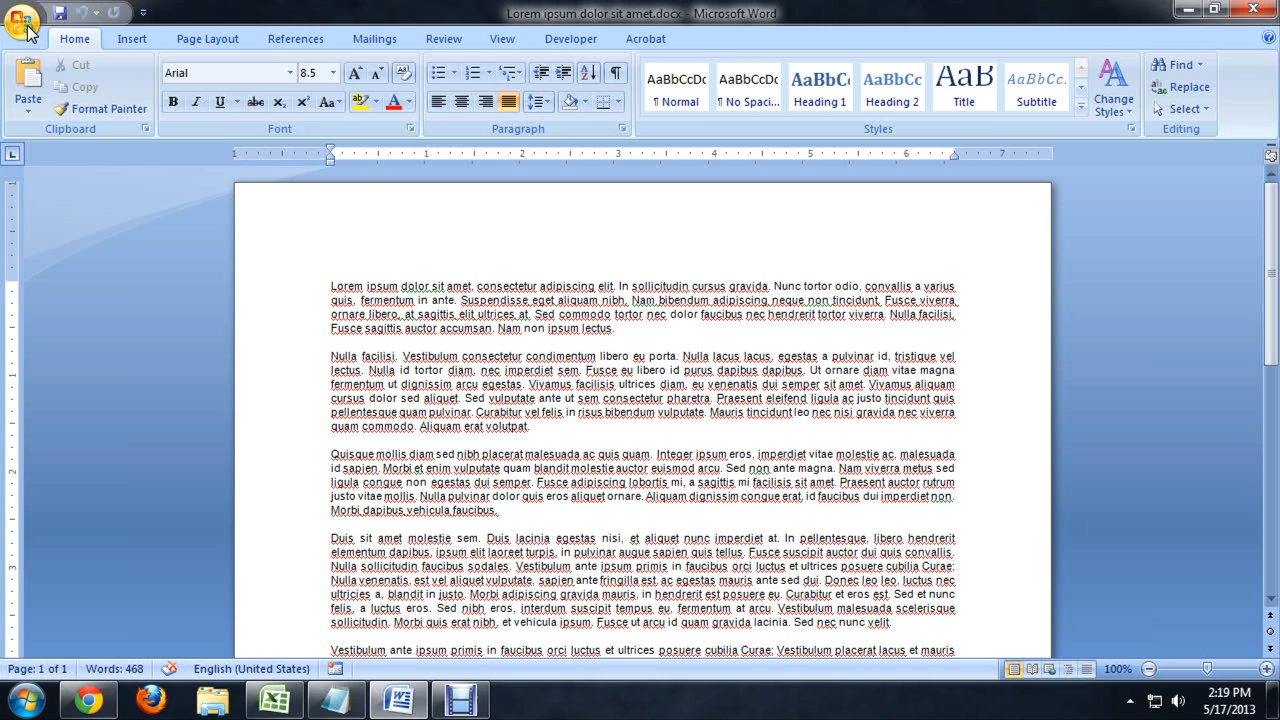 Lorem ipsum dolor sit amet.docx - Microsoft Word
Home Insert Page Layout References Mailings Review View Developer Acrobat
Paste Cut Copy Format Painter Clipboard
Arial 8.5 Font
Paragraph
AaBbCcDc ¶ Normal AaBbCcDc ¶ No Spaci... AaBbCc Heading 1 AaBbCc Heading 2 AaB Title AaBbCc. Subtitle Change Styles Styles
Find Replace Select Editing
1 1 2 3 4 5 6 7
Lorem ipsum dolor sit amet, consectetur adipiscing elit. In sollicitudin cursus gravida. Nunc tortor odio, convallis a varius
quis, fermentum in ante. Suspendisse eget aliquam nibh. Nam bibendum adipiscing neque non tincidunt. Fusce viverra
ornare libero, at sagittis elit ultrices at. Sed commodo tortor nec dolor faucibus nec hendrerit tortor viverra. Nulla facilisi.
Fusce sagittis auctor accumsan. Nam non ipsum lectus.
Nulla facilisi. Vestibulum consectetur condimentum libero eu porta. Nulla lacus lacus, egestas a pulvinar id, tristique vel
lectus. Nulla id tortor diam, nec imperdiet sem. Fusce eu libero id purus dapibus dapibus. Ut ornare diam vitae magna
fermentum ut dignissim arcu egestas. Vivamus facilisis ultrices diam, eu venenatis dui semper sit amet. Vivamus aliquam
cursus dolor sed aliquet. Sed vulputate ante ut sem consectetur pharetra. Praesent eleifend ligula ac justo tincidunt quis
pellentesque quam pulvinar. Curabitur vel felis in risus bibendum vulputate. Mauris tincidunt leo nec nisi gravida nec viverra
quam commodo. Aliquam erat volutpat.
Quisque mollis diam sed nibh placerat malesuada ac quis quam. Integer ipsum eros, imperdiet vitae molestie ac, malesuada
id sapien. Morbi et enim vulputate quam blandit molestie auctor euismod arcu. Sed non ante magna. Nam viverra metus sed
ligula congue non egestas dui semper. Fusce adipiscing lobortis mi, a sagittis mi facilisis sit amet. Praesent auctor rutrum
justo vitae mollis. Nulla pulvinar dolor quis eros aliquet ornare. Aliquam dignissim congue erat, id faucibus dui imperdiet non.
Morbi dapibus vehicula faucibus.
Duis sit amet molestie sem. Duis lacinia egestas nisi, et aliquet nunc imperdiet at. In pellentesque, libero hendrerit
elementum dapibus, ipsum elit laoreet turpis, in pulvinar augue sapien quis tellus. Fusce suscipit auctor dui quis convallis.
Nulla sollicitudin faucibus sodales. Vestibulum ante ipsum primis in faucibus orci luctus et ultrices posuere cubilia Curae;
Nulla venenatis, est vel aliquet vulputate, sapien ante fringilla est, ac egestas mauris ante sed dui. Donec leo leo, luctus nec
ultricies a, blandit in justo. Morbi adipiscing gravida mauris, in hendrerit est posuere eu. Curabitur et eros est. Sed et nunc
felis, a luctus eros. Sed nibh eros, interdum suscipit tempus eu, fermentum at arcu. Vestibulum malesuada scelerisque
sollicitudin. Morbi quis erat nibh, et vehicula ipsum. Fusce ut arcu id quam gravida lacinia. Sed nec nunc velit.
Vestibulum ante ipsum primis in faucibus orci luctus et ultrices posuere cubilia Curae; Vestibulum placerat lacus et mauris
Page: 1 of 1 Words: 468 English (United States) 100%
2:19 PM
5/17/2013